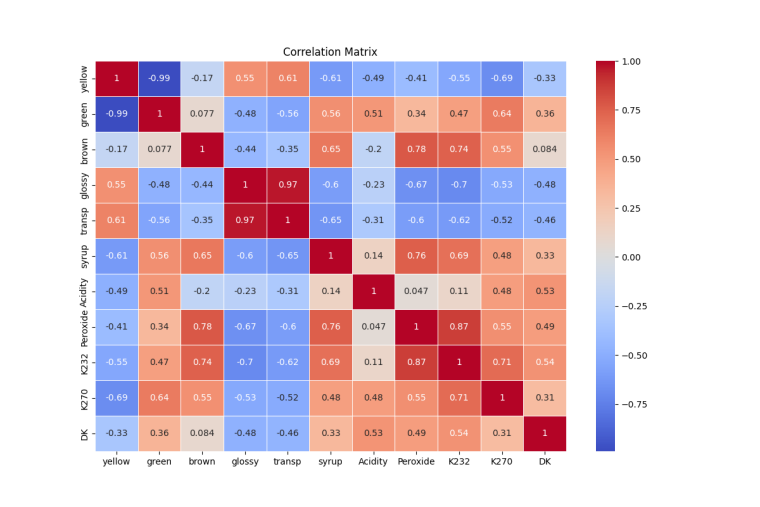 Correlation Matrix
yellow 1 -0.99 -0.17 0.55 0.61 -0.61 -0.49 -0.41 -0.55 -0.69 -0.33
green -0.99 1 0.077 -0.48 -0.56 0.56 0.51 0.34 0.47 0.64 0.36
brown -0.17 0.077 1 -0.44 -0.35 0.65 -0.2 0.78 0.74 0.55 0.084
glossy 0.55 -0.48 -0.44 1 0.97 -0.6 -0.23 -0.67 -0.7 -0.53 -0.48
transp 0.61 -0.56 -0.35 0.97 1 -0.65 -0.31 -0.6 -0.62 -0.52 -0.46
syrup -0.61 0.56 0.65 -0.6 -0.65 1 0.14 0.76 0.69 0.48 0.33
Acidity -0.49 0.51 -0.2 -0.23 -0.31 0.14 1 0.047 0.11 0.48 0.53
Peroxide -0.41 0.34 0.78 -0.67 -0.6 0.76 0.047 1 0.87 0.55 0.49
K232 -0.55 0.47 0.74 -0.7 -0.62 0.69 0.11 0.87 1 0.71 0.54
K270 -0.69 0.64 0.55 -0.53 -0.52 0.48 0.48 0.55 0.71 1 0.31
DK -0.33 0.36 0.084 -0.48 -0.46 0.33 0.53 0.49 0.54 0.31 1
yellow green brown glossy transp syrup Acidity Peroxide K232 K270 DK
1.00
0.75
0.50
0.25
0.00
−0.25
−0.50
−0.75